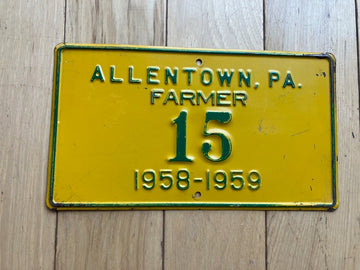 ALLENTOWN, PA.
FARMER
15
1958-1959